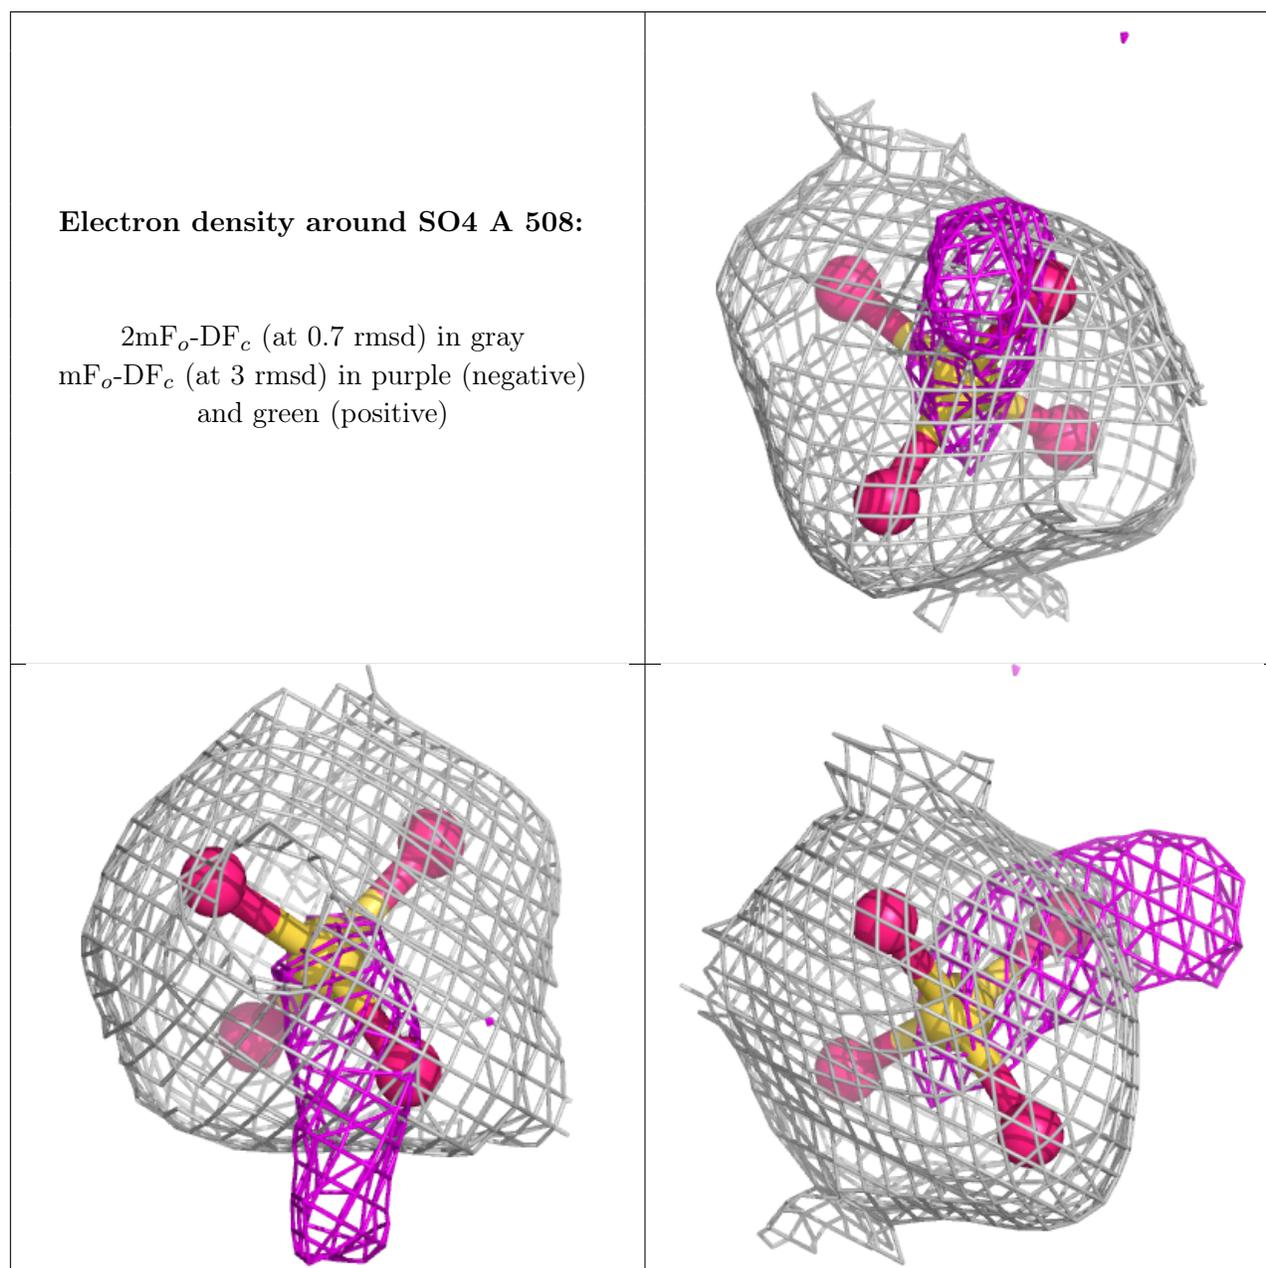 Electron density around SO4 A 508:
2mFo-DFc (at 0.7 rmsd) in gray
mFo-DFc (at 3 rmsd) in purple (negative)
and green (positive)